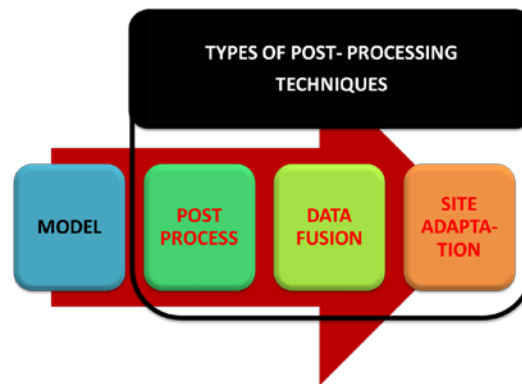 TYPES OF POST- PROCESSING
TECHNIQUES
MODEL
POST
PROCESS
DATA
FUSION
SITE
ADAPTA-
TION